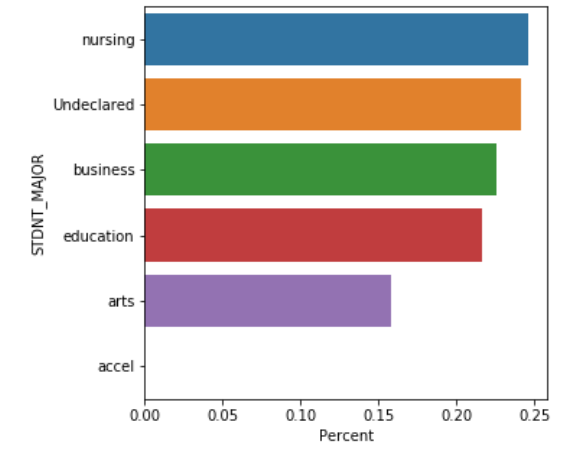 STDNT_MAJOR
nursing
Undeclared
business
education
arts
accel
0.00 0.05 0.10 0.15 0.20 0.25
Percent